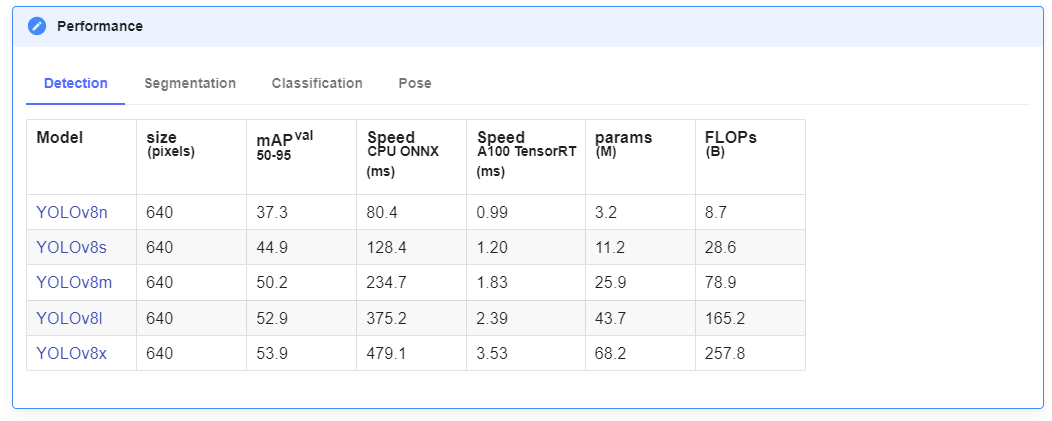 Performance
Detection Segmentation Classification Pose
Model size (pixels) mAPval 50-95 Speed CPU ONNX (ms) Speed A100 TensorRT (ms) params (M) FLOPs (B)
YOLOv8n 640 37.3 80.4 0.99 3.2 8.7
YOLOv8s 640 44.9 128.4 1.20 11.2 28.6
YOLOv8m 640 50.2 234.7 1.83 25.9 78.9
YOLOv8l 640 52.9 375.2 2.39 43.7 165.2
YOLOv8x 640 53.9 479.1 3.53 68.2 257.8